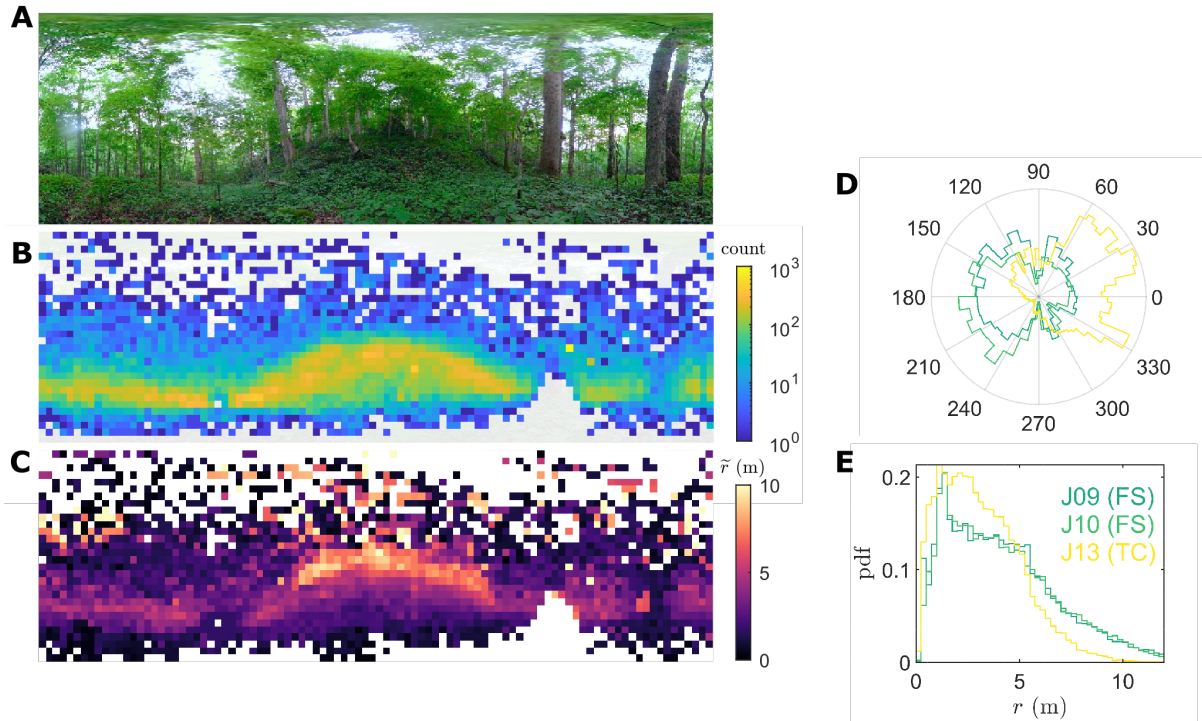 A
B
count
10^3
10^2
10^1
10^0
C
r̃ (m)
10
5
0
D
90
120
60
150
30
180
0
210
330
240
300
270
E
0.2
0.1
0
pdf
J09 (FS)
J10 (FS)
J13 (TC)
0
5
10
r (m)